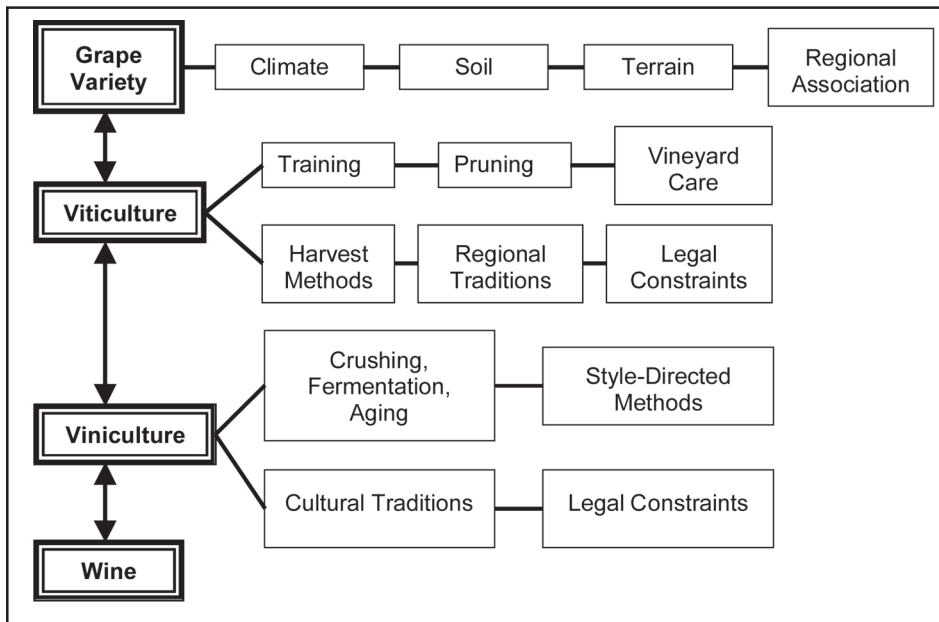 Grape
Variety
Climate
Soil
Terrain
Regional
Association
Training
Pruning
Vineyard
Care
Viticulture
Harvest
Methods
Regional
Traditions
Legal
Constraints
Crushing,
Fermentation,
Aging
Style-Directed
Methods
Viniculture
Cultural Traditions
Legal Constraints
Wine